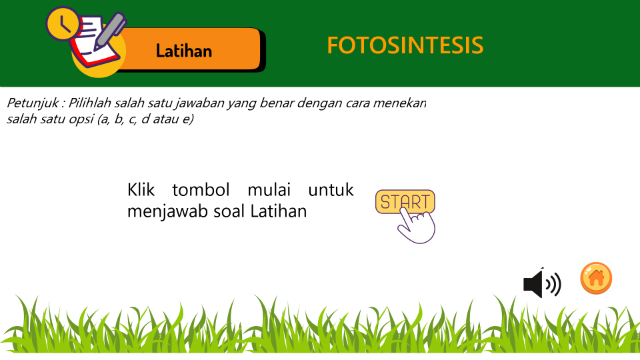 Latihan
FOTOSINTESIS
Petunjuk : Pilihlah salah satu jawaban yang benar dengan cara menekan
salah satu opsi (a, b, c, d atau e)
Klik tombol mulai untuk
menjawab soal Latihan
START